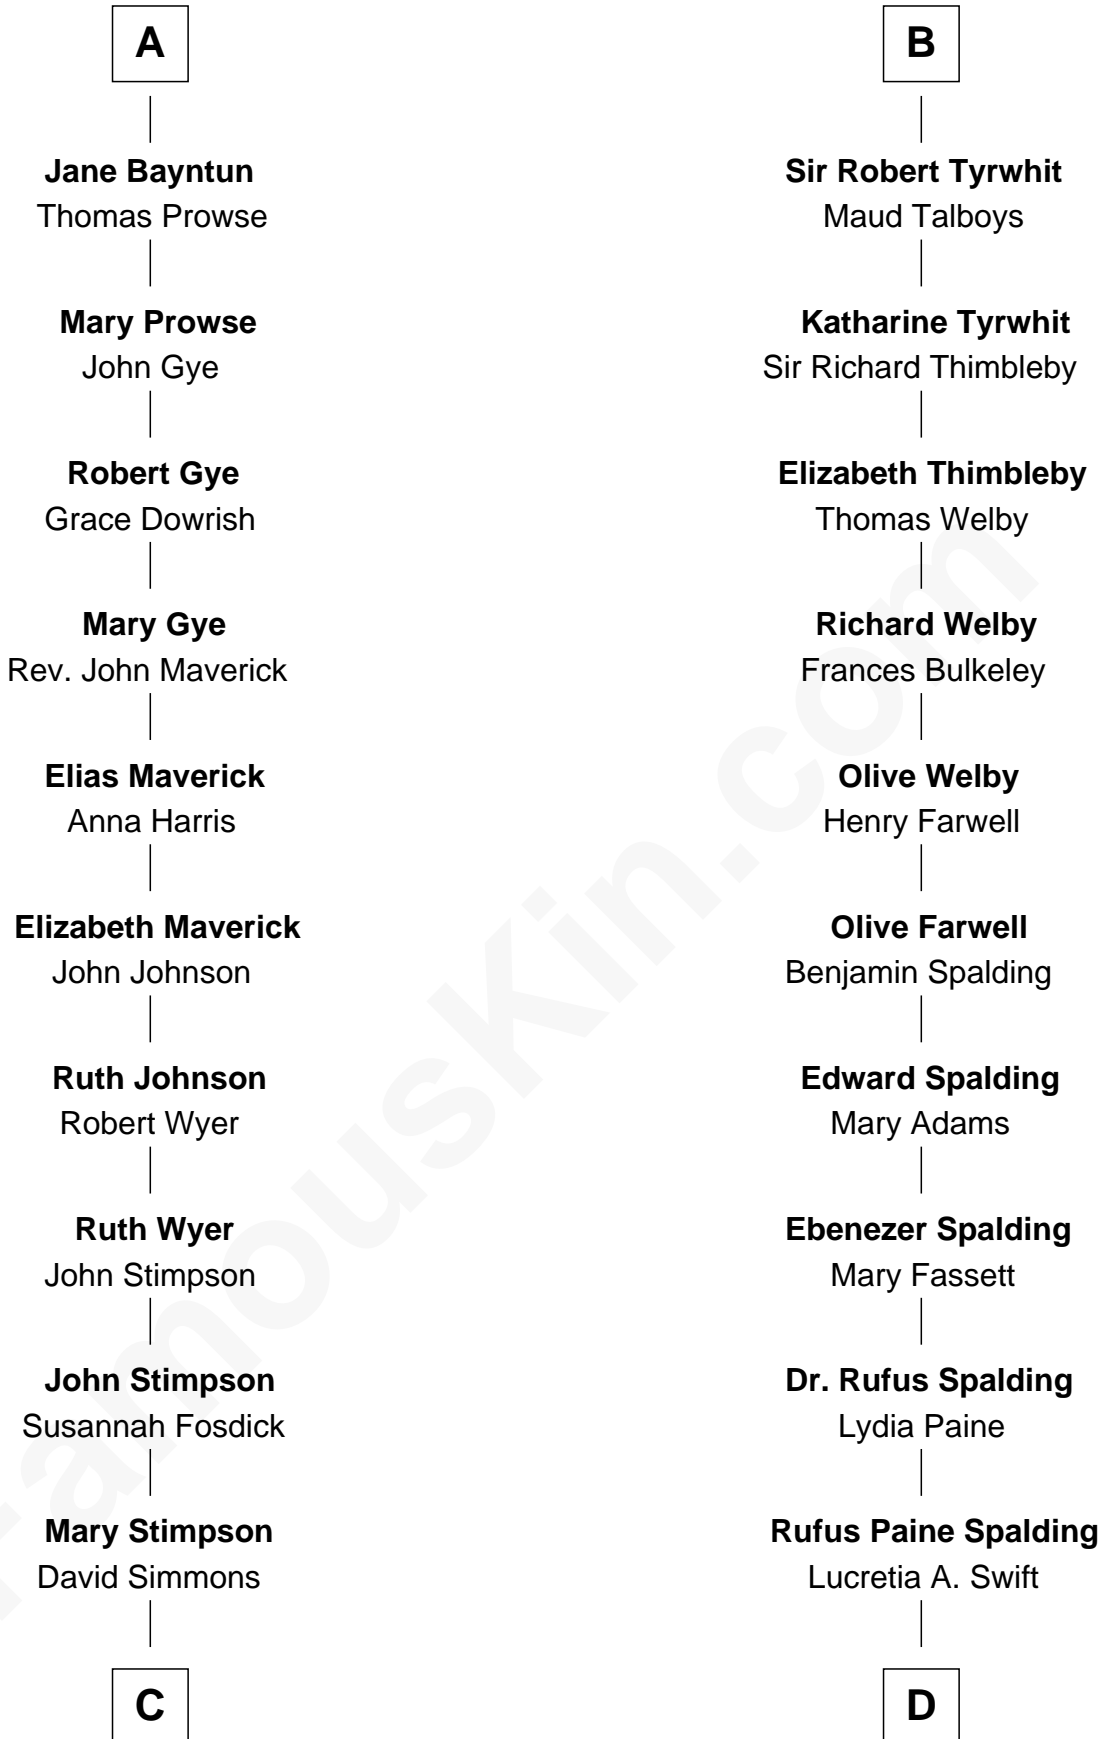 A
Jane Bayntun
Thomas Prowse
Mary Prowse
John Gye
Robert Gye
Grace Dowrish
Mary Gye
Rev. John Maverick
Elias Maverick
Anna Harris
Elizabeth Maverick
John Johnson
Ruth Johnson
Robert Wyer
Ruth Wyer
John Stimpson
John Stimpson
Susannah Fosdick
Mary Stimpson
David Simmons
C
B
Sir Robert Tyrwhit
Maud Talboys
Katharine Tyrwhit
Sir Richard Thimbleby
Elizabeth Thimbleby
Thomas Welby
Richard Welby
Frances Bulkeley
Olive Welby
Henry Farwell
Olive Farwell
Benjamin Spalding
Edward Spalding
Mary Adams
Ebenezer Spalding
Mary Fassett
Dr. Rufus Spalding
Lydia Paine
Rufus Paine Spalding
Lucretia A. Swift
D
FamousKin.com